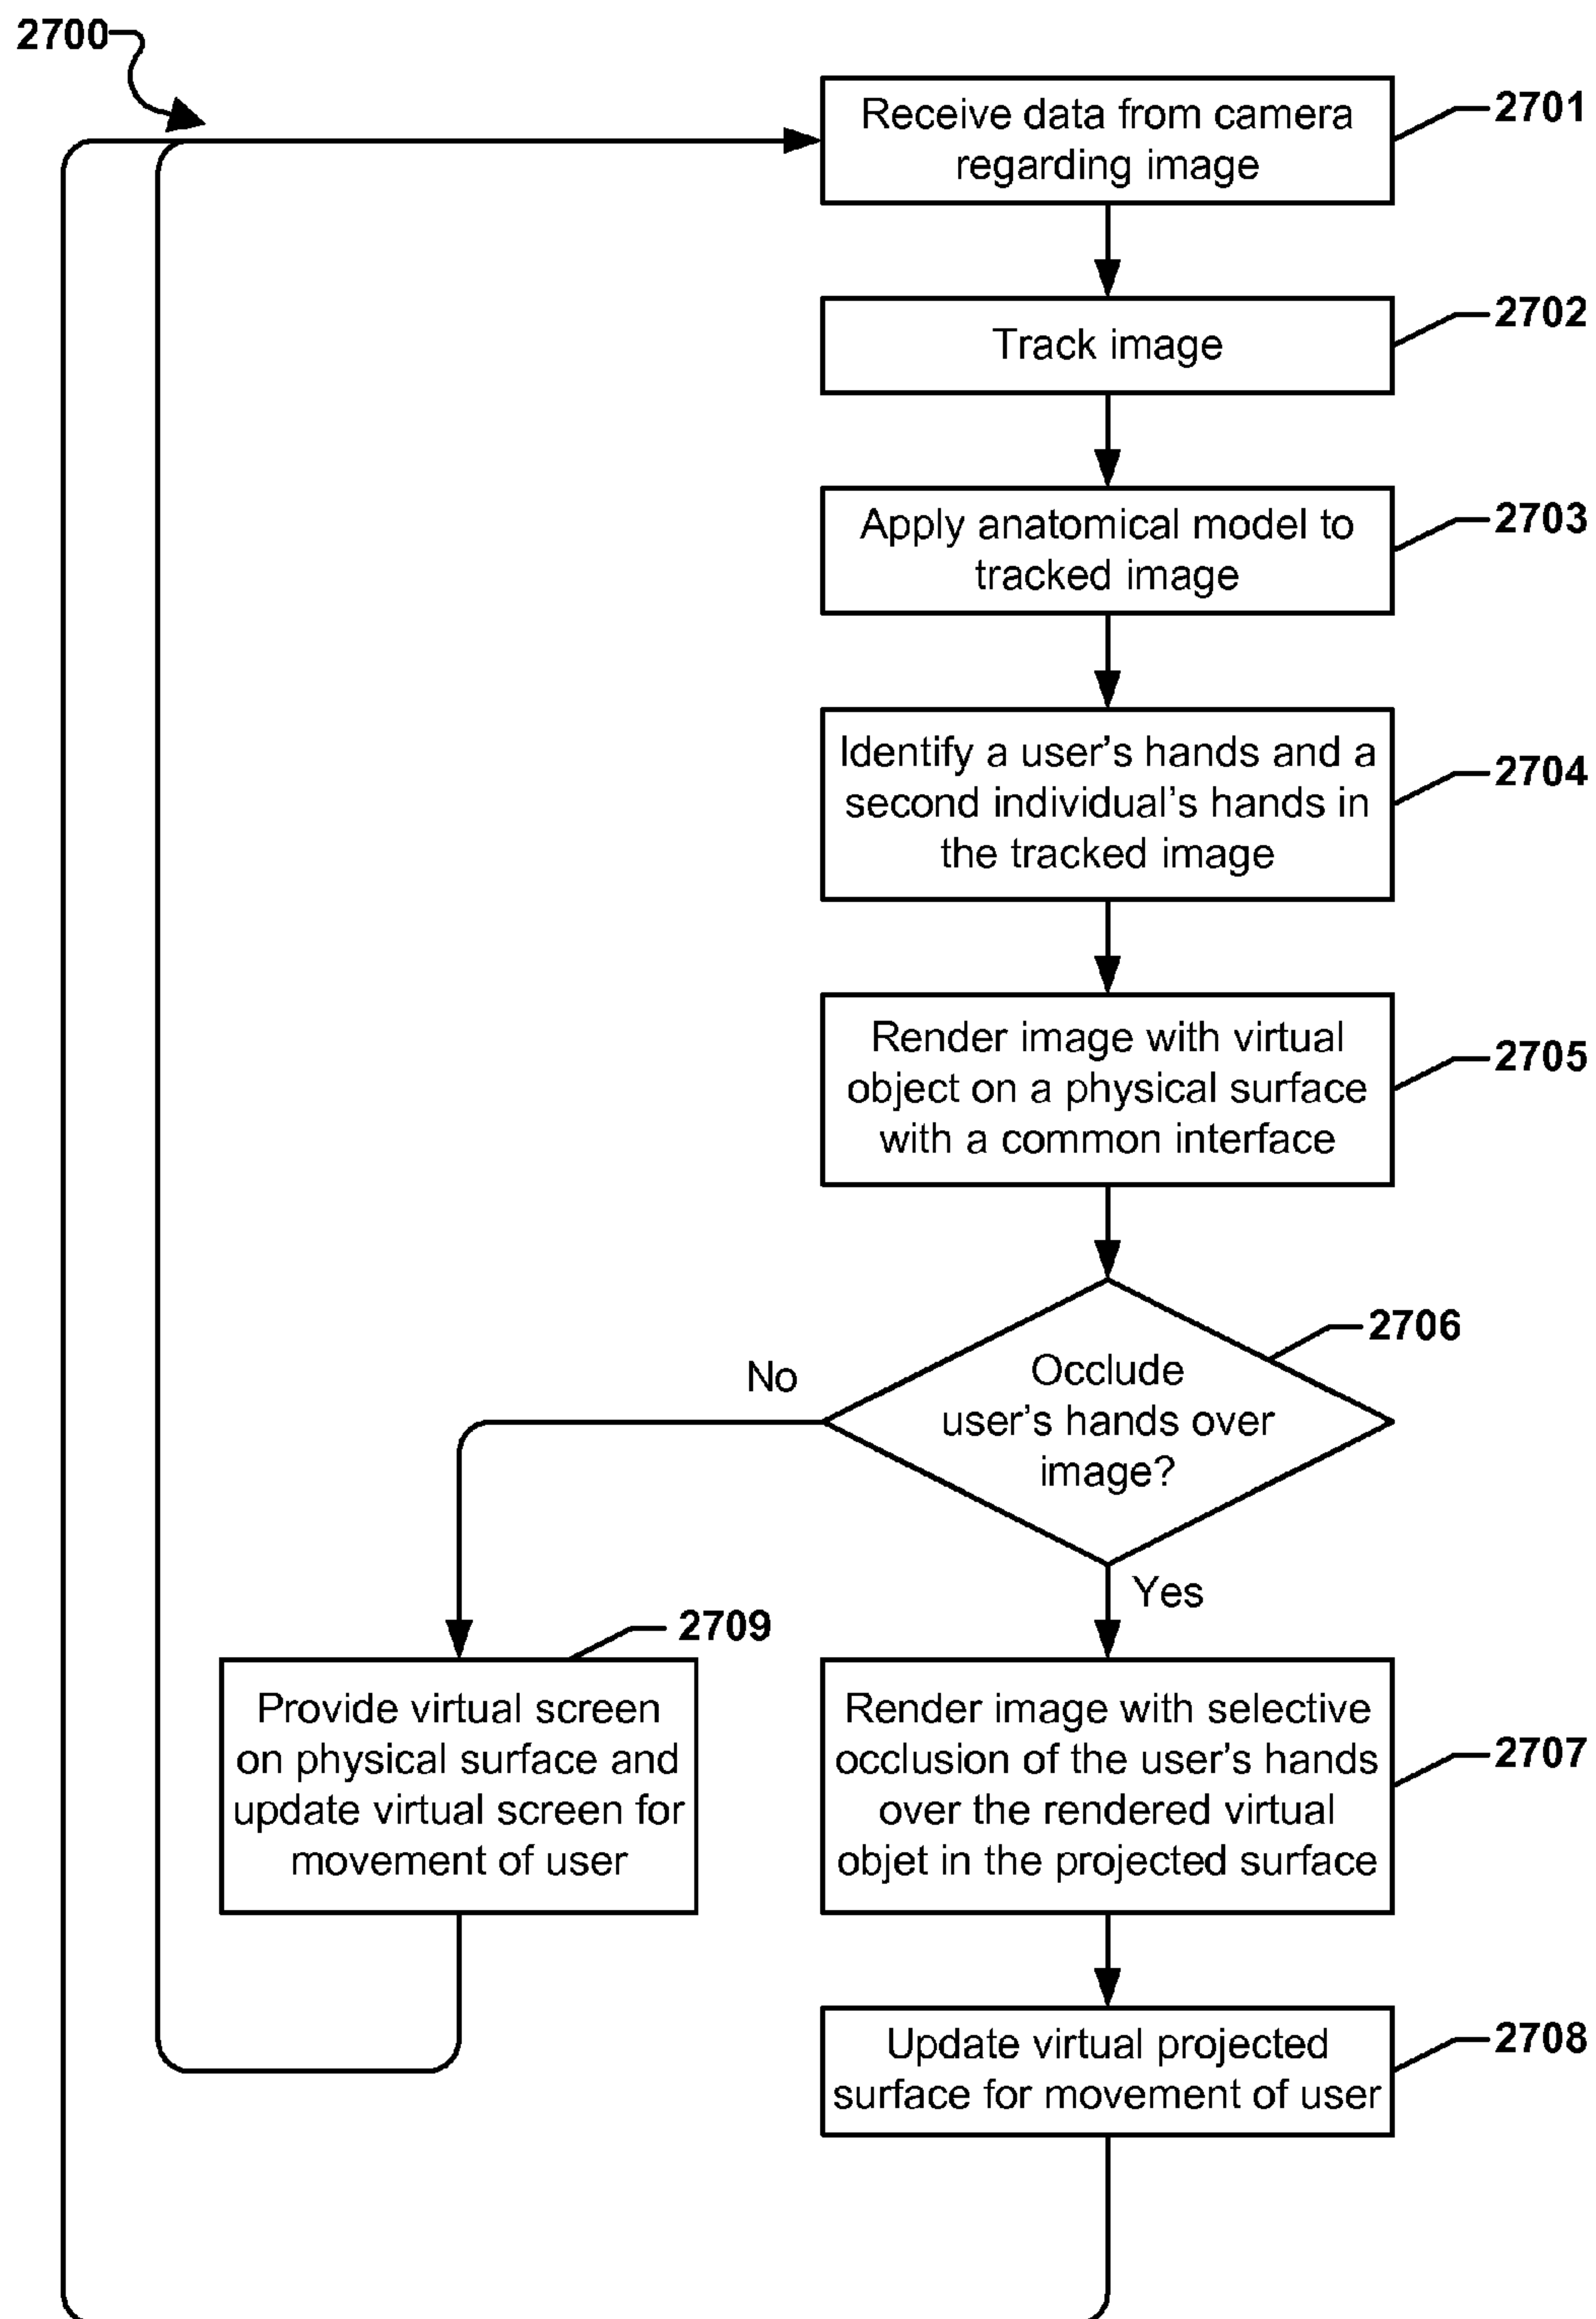 2700
Receive data from camera
regarding image
2701
Track image
2702
Apply anatomical model to
tracked image
2703
Identify a user's hands and a
second individual's hands in
the tracked image
2704
Render image with virtual
object on a physical surface
with a common interface
2705
Occlude
user's hands over
image?
2706
No
Yes
2709
Provide virtual screen
on physical surface and
update virtual screen for
movement of user
Render image with selective
occlusion of the user's hands
over the rendered virtual
objet in the projected surface
2707
Update virtual projected
surface for movement of user
2708